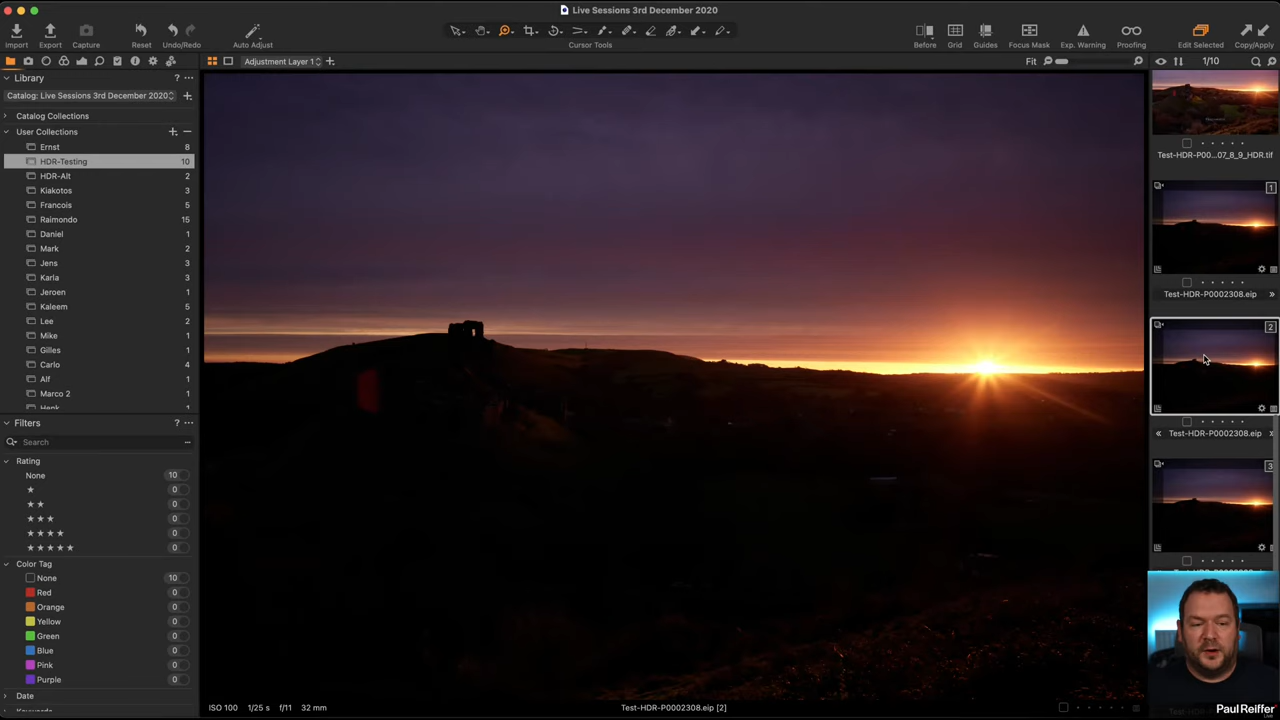 Live Sessions 3rd December 2020
Import Export Capture Reset Undo/Redo Auto Adjust Cursor Tools Before Grid Guides Focus Mask Exp. Warning Proofing Edit Selected Copy/Apply
Adjustment Layer 1 Fit 1/10
Library ?
Catalog: Live Sessions 3rd December 2020
Catalog Collections
User Collections
Ernst 8
HDR-Testing 10
HDR-Alt 2
Kiakotos 3
Francois 5
Raimondo 15
Daniel 1
Mark 2
Jens 3
Karla 3
Jeroen 1
Kaleem 5
Lee 2
Mike 1
Gilles 1
Carlo 4
Alf 1
Marco 2 1
Henk
Filters ?
Search
Rating
None 10
0
0
0
0
0
Color Tag
None 10
Red 0
Orange 0
Yellow 0
Green 0
Blue 0
Pink 0
Purple 0
Date
Keywords
ISO 100 1/25 s f/11 32 mm Test-HDR-P0002308.eip [2]
Test-HDR-P00...07_8_9_HDR.tif
1
Test-HDR-P0002308.eip
2
Test-HDR-P0002308.eip
3
Paul Reiffer
Live